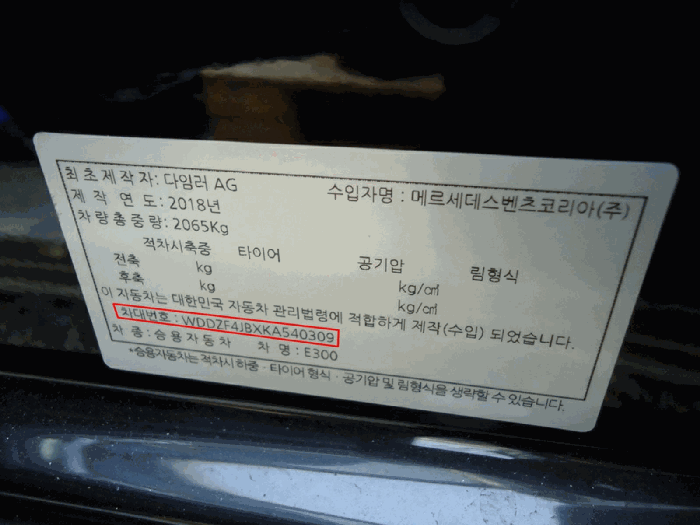 최초제작자: 다임러 AG 수입자명 : 메르세데스벤츠코리아(주)
제 작 연 도: 2018년
차 량 총 중 량: 2065Kg
적차시축중 타이어 공기압 림형식
전축 kg kg/㎠
후축 kg kg/㎠
이 자동차는 대한민국 자동차 관리법령에 적합하게 제작(수입) 되었습니다.
차대번호 : WDDZF4JBXKA540309
차 종 : 승용자동차 차 명 : E300
*승용자동차는 적차시 하중 · 타이어 형식 · 공기압 및 림형식을 생략할 수 있습니다.